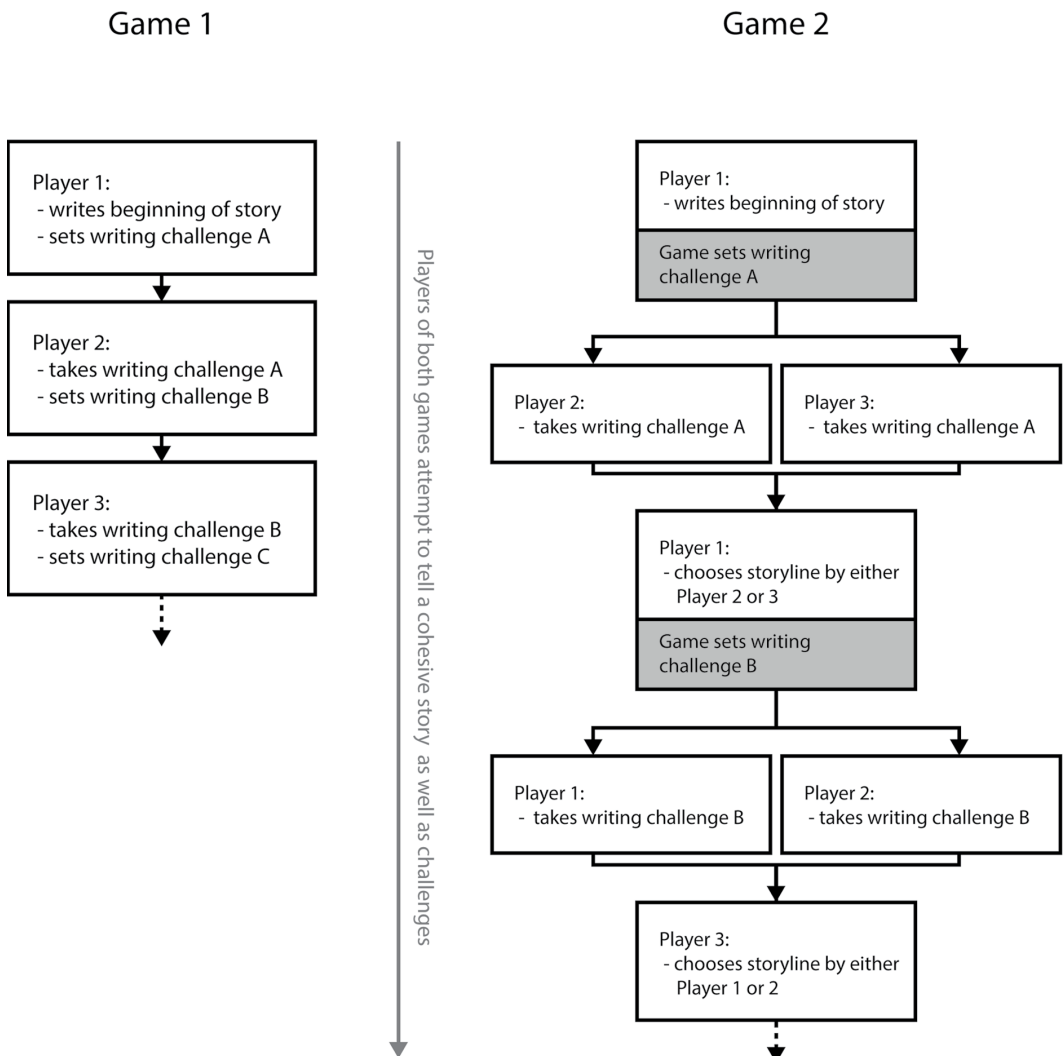 Game 1
Player 1:
- writes beginning of story
- sets writing challenge A
Player 2:
- takes writing challenge A
- sets writing challenge B
Player 3:
- takes writing challenge B
- sets writing challenge C
Players of both games attempt to tell a cohesive story as well as challenges
Game 2
Player 1:
- writes beginning of story
Game sets writing
challenge A
Player 2:
- takes writing challenge A
Player 3:
- takes writing challenge A
Player 1:
- chooses storyline by either
Player 2 or 3
Game sets writing
challenge B
Player 1:
- takes writing challenge B
Player 2:
- takes writing challenge B
Player 3:
- chooses storyline by either
Player 1 or 2